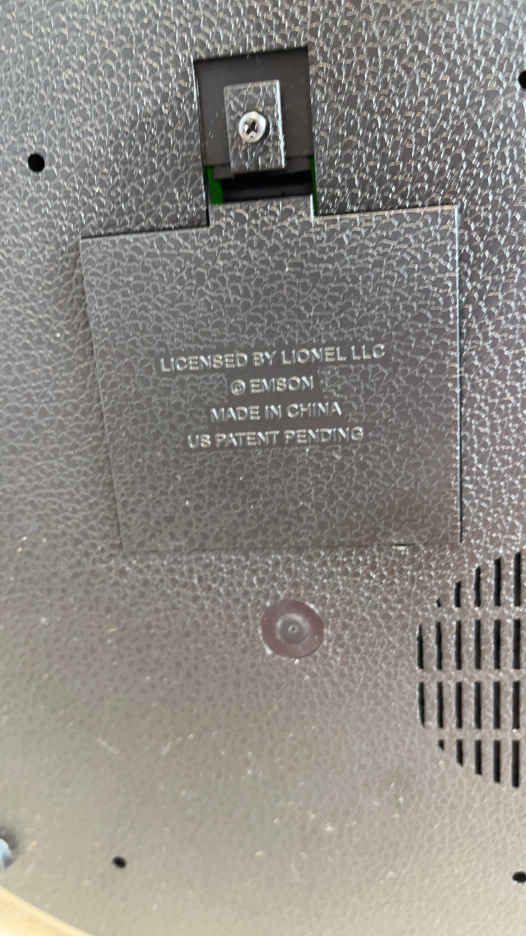 LICENSED BY LIONEL LLC
© EMSON
MADE IN CHINA
US PATENT PENDING